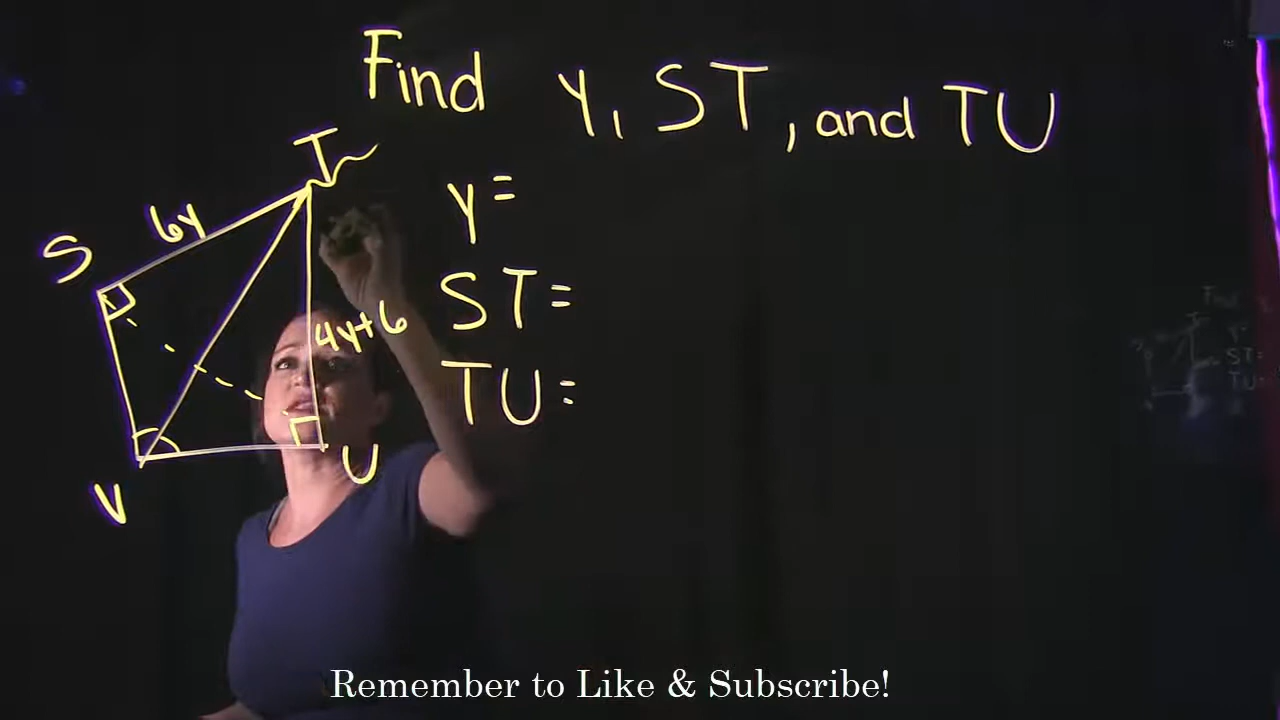 Find y, ST, and TU
T
6y
y=
S
ST=
4y+6
TU=
U
V
Remember to Like & Subscribe!